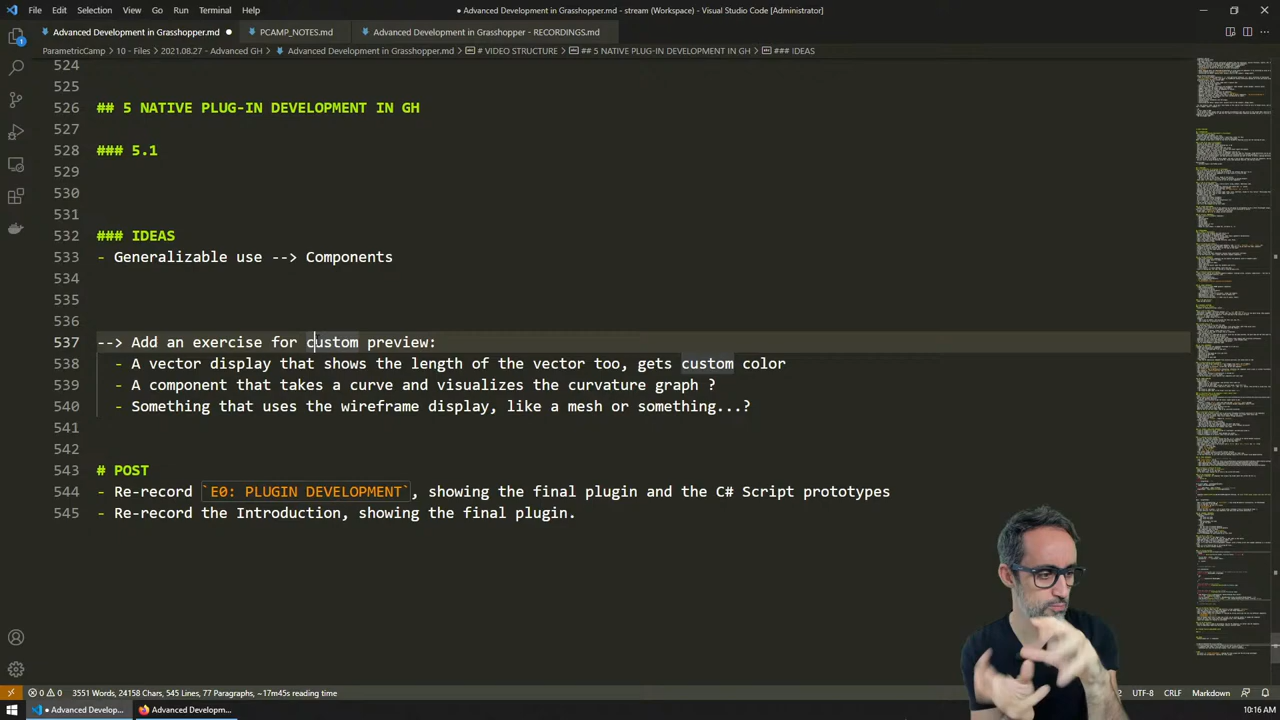 File Edit Selection View Go Run Terminal Help
● Advanced Development in Grasshopper.md - stream (Workspace) - Visual Studio Code [Administrator]
Advanced Development in Grasshopper.md ●
PCAMP_NOTES.md
Advanced Development in Grasshopper - RECORDINGS.md
ParametricCamp > 10 - Files > 2021.08.27 - Advanced GH > Advanced Development in Grasshopper.md > # VIDEO STRUCTURE > ## 5 NATIVE PLUG-IN DEVELOPMENT IN GH > ### IDEAS
524
525
526 ## 5 NATIVE PLUG-IN DEVELOPMENT IN GH
527
528 ### 5.1
529
530
531
532 ### IDEAS
533 - Generalizable use --> Components
534
535
536
537 --> Add an exercise for custom preview:
538 - A vector display that shows the length of the vector too, gets custom color
539 - A component that takes a curve and visualizes the curvature graph ?
540 - Something that uses the wireframe display, like a mesh or something...?
541
542
543 # POST
544 - Re-record `E0: PLUGIN DEVELOPMENT`, showing the final plugin and the C# Script prototypes
545 - Re-record the Introduction, showing the final plugin.
0 0 3551 Words, 24158 Chars, 545 Lines, 77 Paragraphs, ~17m45s reading time
UTF-8 CRLF Markdown
● Advanced Develop...
Advanced Developm...
10:16 AM